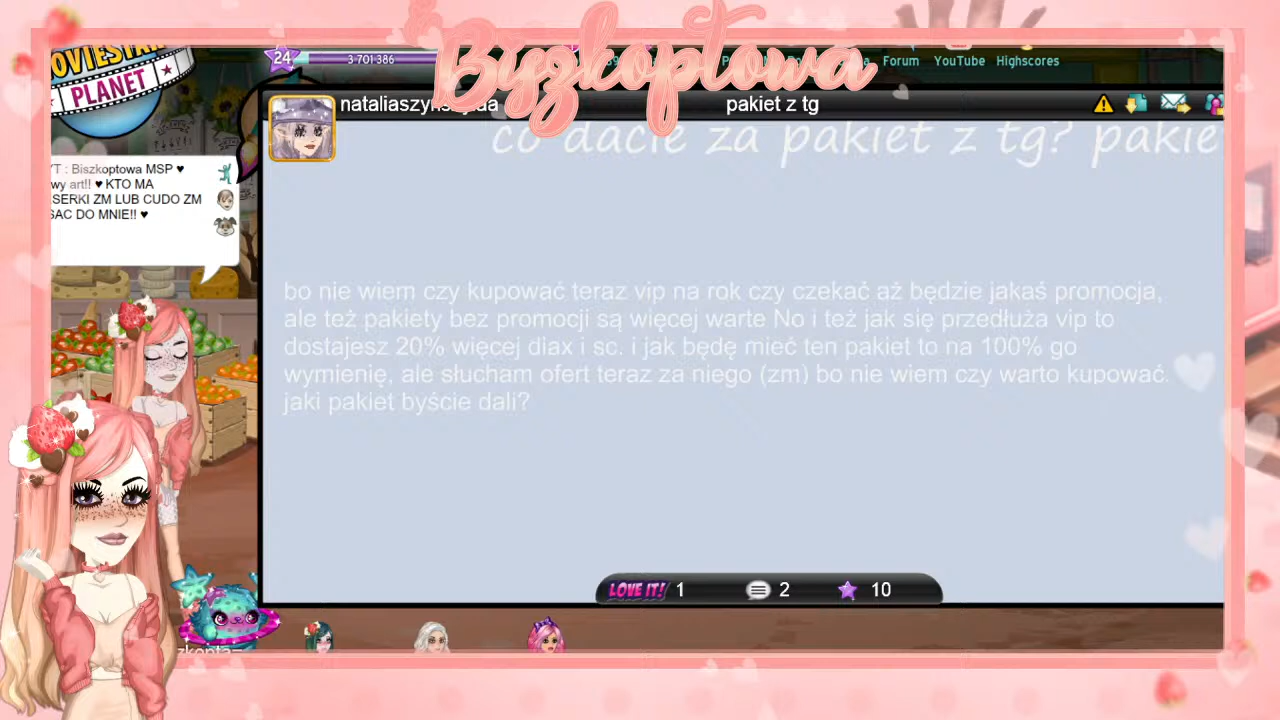 Biszkoptowa
MOVIESTAR
PLANET
24
3 701 386
Forum
YouTube
Highscores
pakiet z tg
co dacie za pakiet z tg? pakie
YT : Biszkoptowa MSP ♥
wy art!! ♥ KTO MA
SERKI ZM LUB CUDO ZM
SAC DO MNIE!! ♥
bo nie wiem czy kupować teraz vip na rok czy czekać aż będzie jakaś promocja,
ale też pakiety bez promocji są więcej warte No i też jak się przedłuża vip to
dostajesz 20% więcej diax i sc. i jak będę mieć ten pakiet to na 100% go
wymienię, ale słucham ofert teraz za niego (zm) bo nie wiem czy warto kupować.
jaki pakiet byście dali?
LOVE IT! 1
2
10